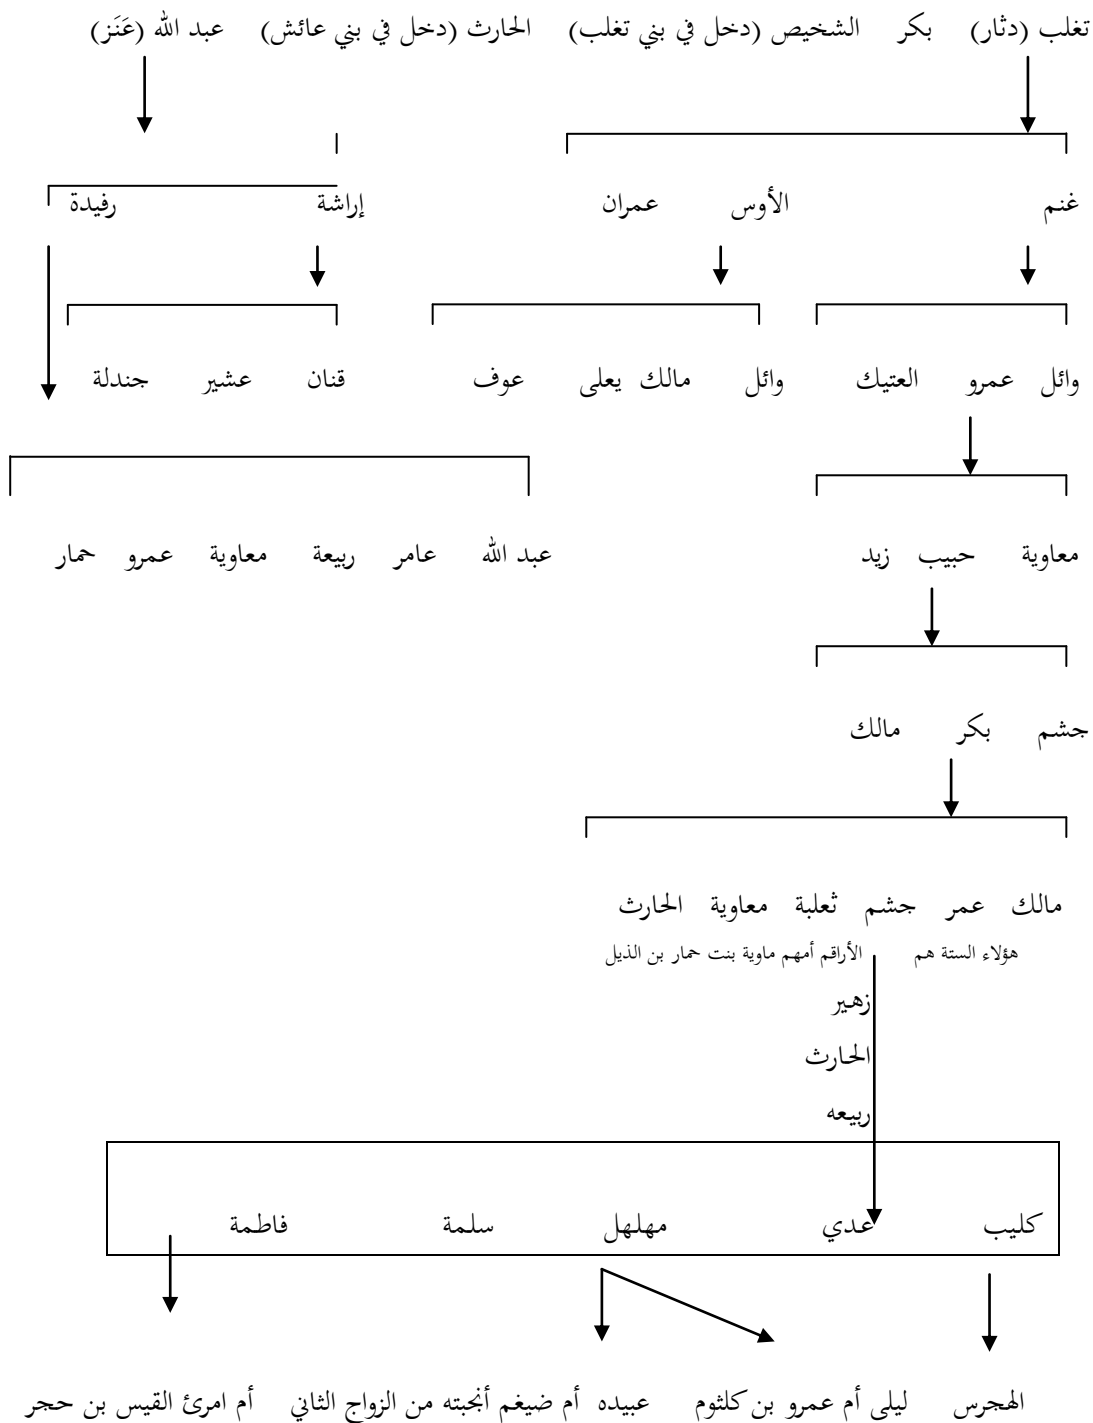 تغلب (دثار) بكر الشخيص (دخل في بني تغلب) الحارث (دخل في بني عائش) عبد الله (عَنَز)
غنم الأوس عمران إراشة رفيدة
وائل عمرو العتيك وائل مالك يعلى عوف قنان عشير جندلة
معاوية حبيب زيد عبد الله عامر ربيعة معاوية عمرو حمار
جشم بكر مالك
مالك عمر جشم ثعلبة معاوية الحارث
هؤلاء الستة هم الأراقم أمهم ماوية بنت حمار بن الذيل
زهير
الحارث
ربيعه
كليب عدي مهلهل سلمة فاطمة
الهجرس ليلى أم عمرو بن كلثوم عبيده أم ضيغم أنجبته من الزواج الثاني أم امرئ القيس بن حجر